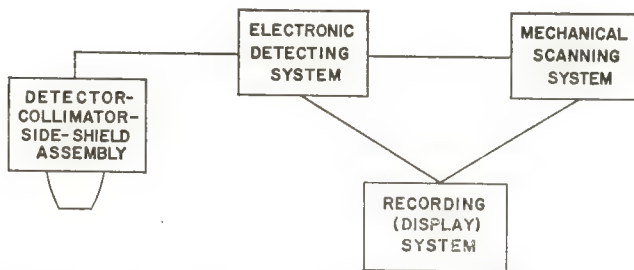 ELECTRONIC
DETECTING
SYSTEM
MECHANICAL
SCANNING
SYSTEM
DETECTOR-
COLLIMATOR-
SIDE-SHIELD
ASSEMBLY
RECORDING
(DISPLAY)
SYSTEM